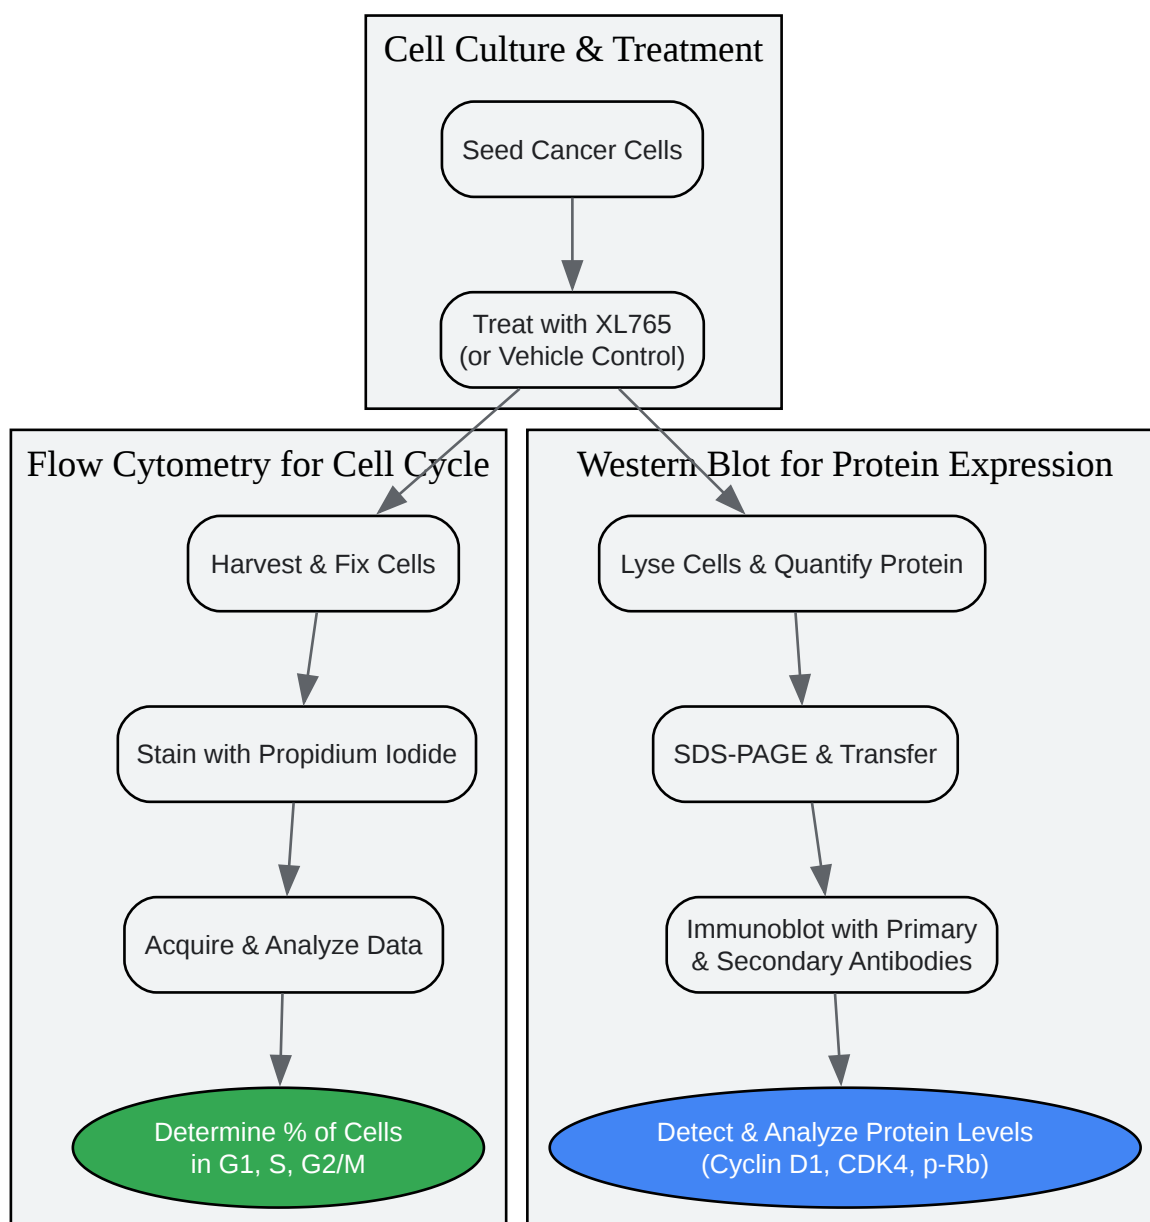 Cell Culture & Treatment
Seed Cancer Cells
Treat with XL765
(or Vehicle Control)
Flow Cytometry for Cell Cycle
Harvest & Fix Cells
Stain with Propidium Iodide
Acquire & Analyze Data
Determine % of Cells
in G1, S, G2/M
Western Blot for Protein Expression
Lyse Cells & Quantify Protein
SDS-PAGE & Transfer
Immunoblot with Primary
& Secondary Antibodies
Detect & Analyze Protein Levels
(Cyclin D1, CDK4, p-Rb)